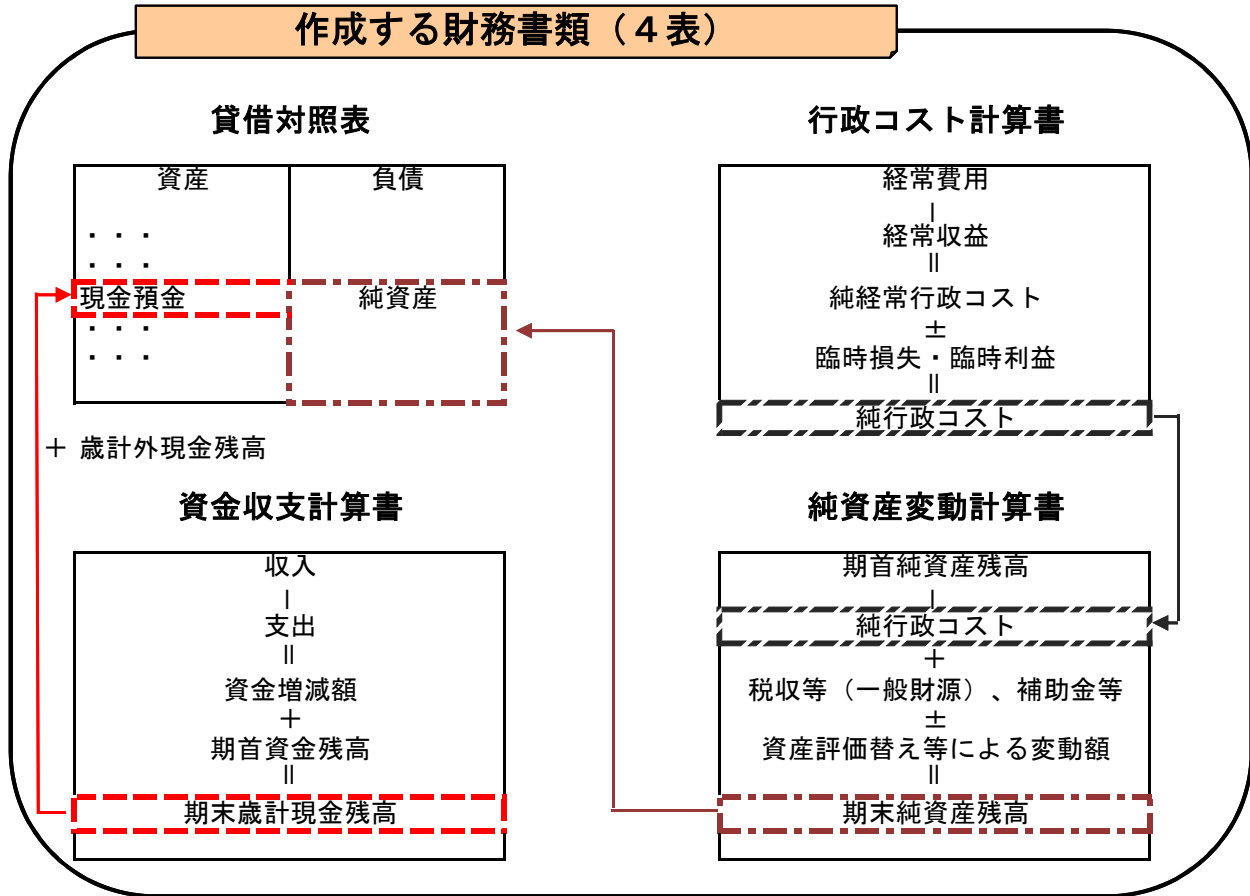 作成する財務書類（４表）
貸借対照表
資産
負債
・・・
・・・
現金預金
純資産
・・・
・・・
＋ 歳計外現金残高
行政コスト計算書
経常費用
－
経常収益
＝
純経常行政コスト
±
臨時損失・臨時利益
＝
純行政コスト
資金収支計算書
収入
－
支出
＝
資金増減額
＋
期首資金残高
＝
期末歳計現金残高
純資産変動計算書
期首純資産残高
－
純行政コスト
＋
税収等（一般財源）、補助金等
±
資産評価替え等による変動額
＝
期末純資産残高